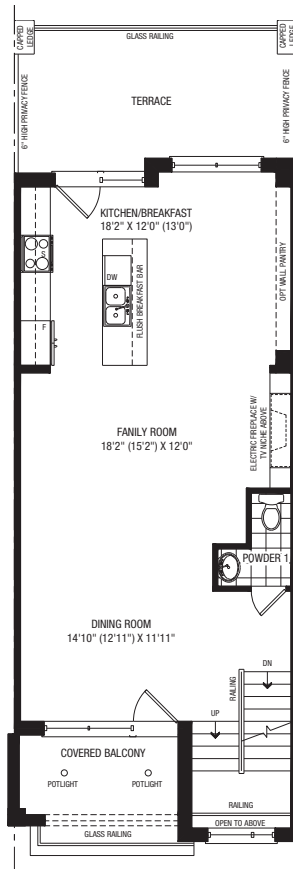 CAPPED
LEDGE
GLASS RAILING
CAPPED
LEDGE
6" HIGH PRIVACY FENCE
TERRACE
6" HIGH PRIVACY FENCE
KITCHEN/BREAKFAST
18'2" X 12'0" (13'0")
S
DW
FLUSH BREAKFAST BAR
OPT WALL PANTRY
F
ELECTRIC FIREPLACE W/
TV NICHE ABOVE
FANILY ROOM
18'2" (15'2") X 12'0"
POWDER 1
DINING ROOM
14'10" (12'11") X 11'11"
DN
RAILING
UP
COVERED BALCONY
POTLIGHT
POTLIGHT
RAILING
OPEN TO ABOVE
GLASS RAILING